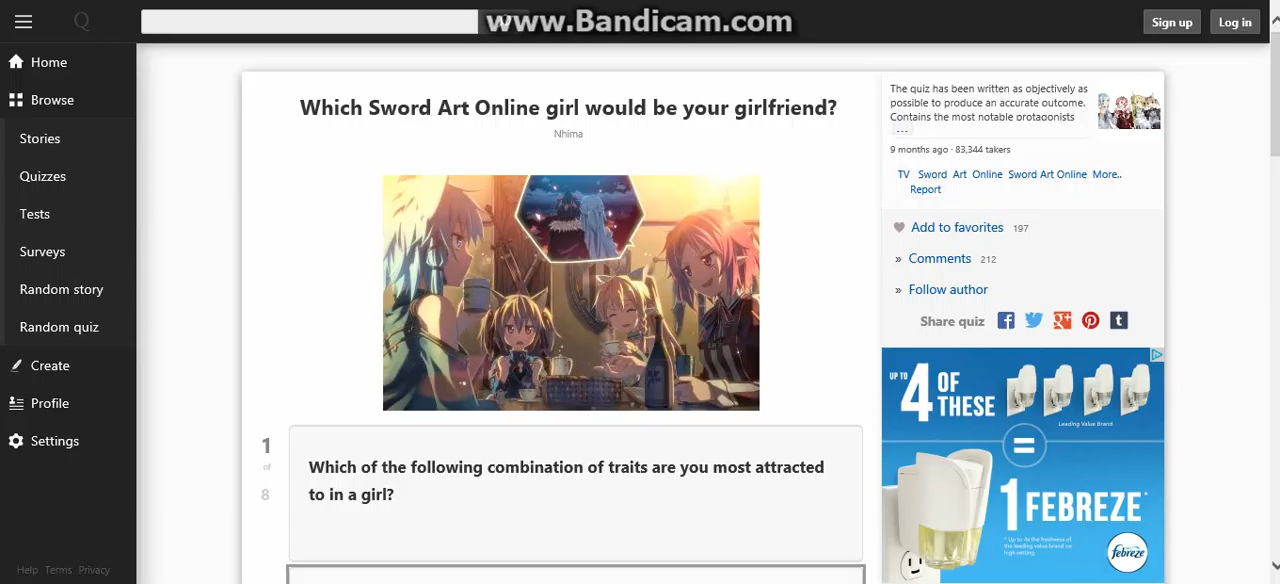 www.Bandicam.com
Sign up
Log in
Home
Browse
Stories
Quizzes
Tests
Surveys
Random story
Random quiz
Create
Profile
Settings
Help Terms Privacy
Which Sword Art Online girl would be your girlfriend?
Nhima
1
of
8
Which of the following combination of traits are you most attracted
to in a girl?
The quiz has been written as objectively as
possible to produce an accurate outcome.
Contains the most notable protagonists
...
9 months ago · 83,344 takers
TV Sword Art Online Sword Art Online More..
Report
Add to favorites 197
» Comments 212
» Follow author
Share quiz
UP TO
4 OF
THESE
Leading Value Brand
=
1 FEBREZE*
febreze